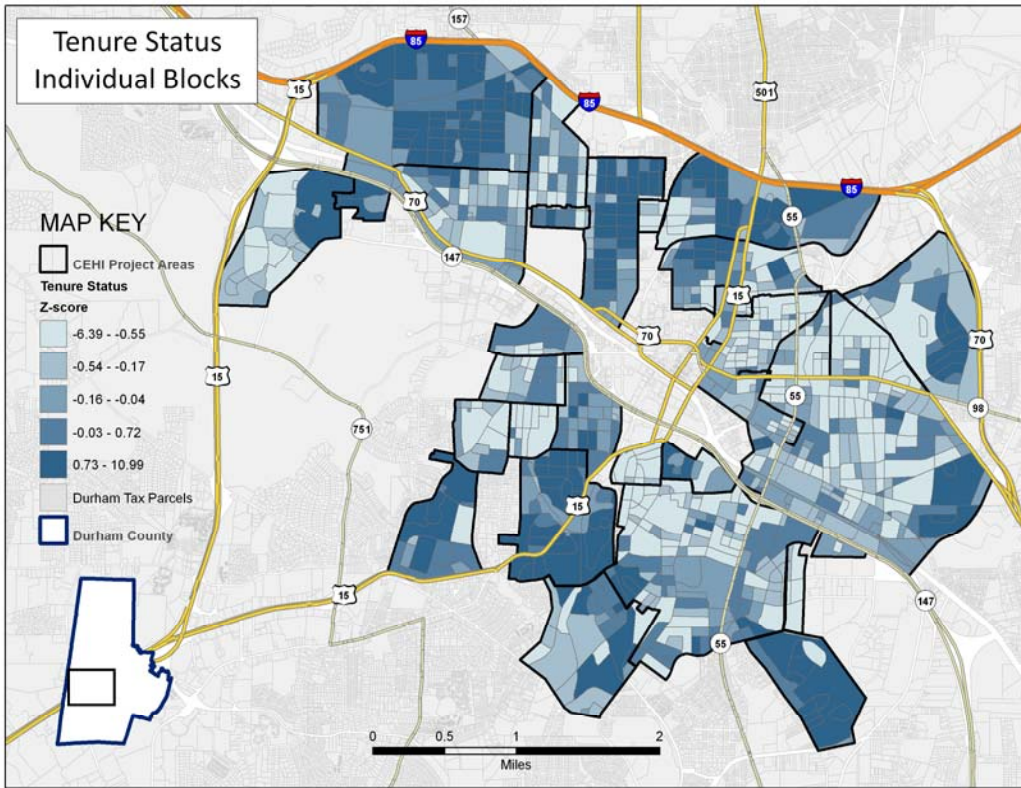 Tenure Status
Individual Blocks
157
85
15
501
85
85
55
70
147
MAP KEY
CEHI Project Areas
Tenure Status
Z-score
-6.39 - -0.55
-0.54 - -0.17
-0.16 - -0.04
-0.03 - 0.72
0.73 - 10.99
Durham Tax Parcels
Durham County
15
70
70
15
55
98
751
15
15
147
55
0 0.5 1 2
Miles